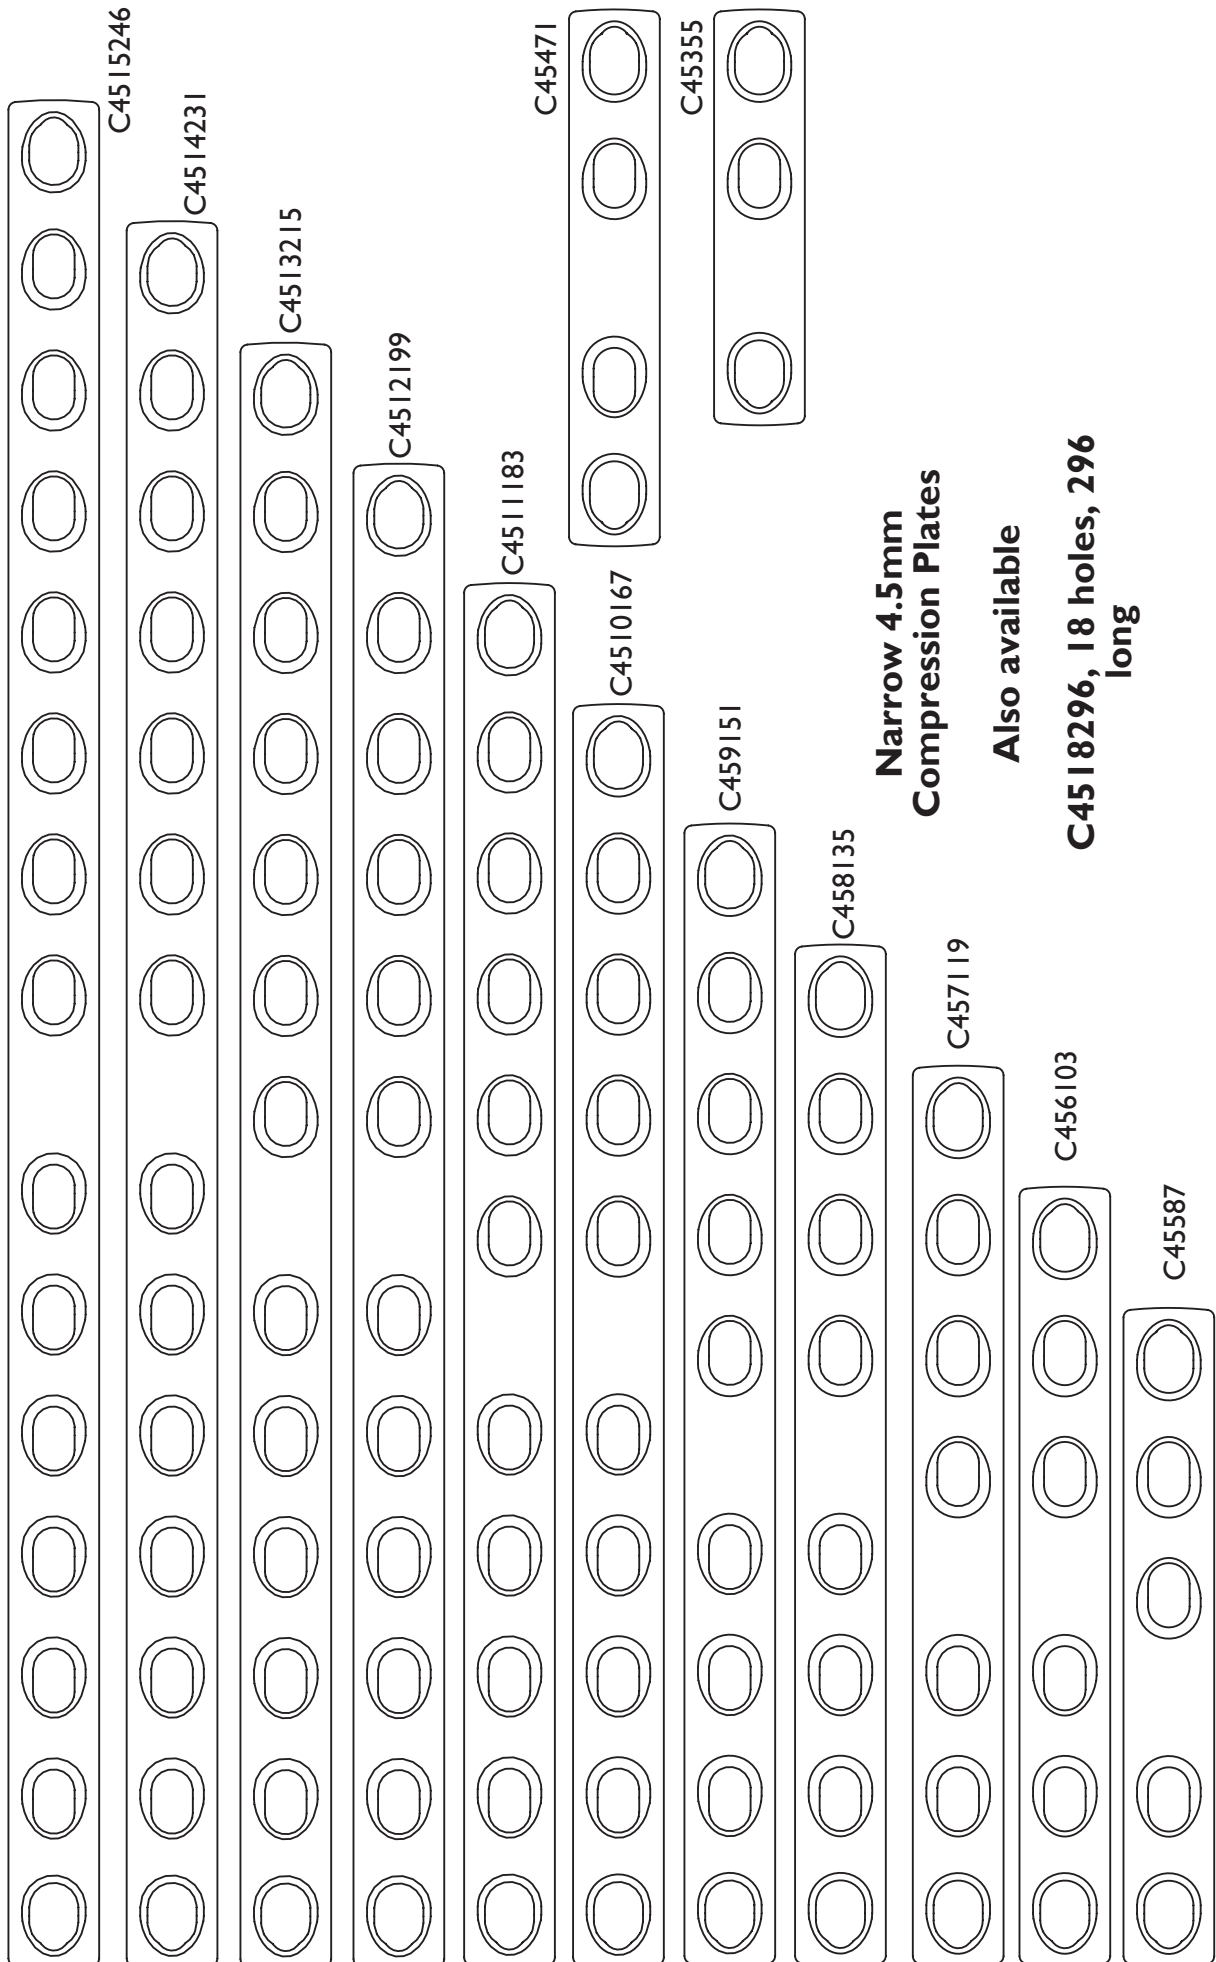 C4515246
C4514231
C4513215
C4512199
C4511183
C4510167
C459151
C458135
C457119
C456103
C45587
C45471
C45355
Narrow 4.5mm
Compression Plates
Also available
C4518296, 18 holes, 296
long